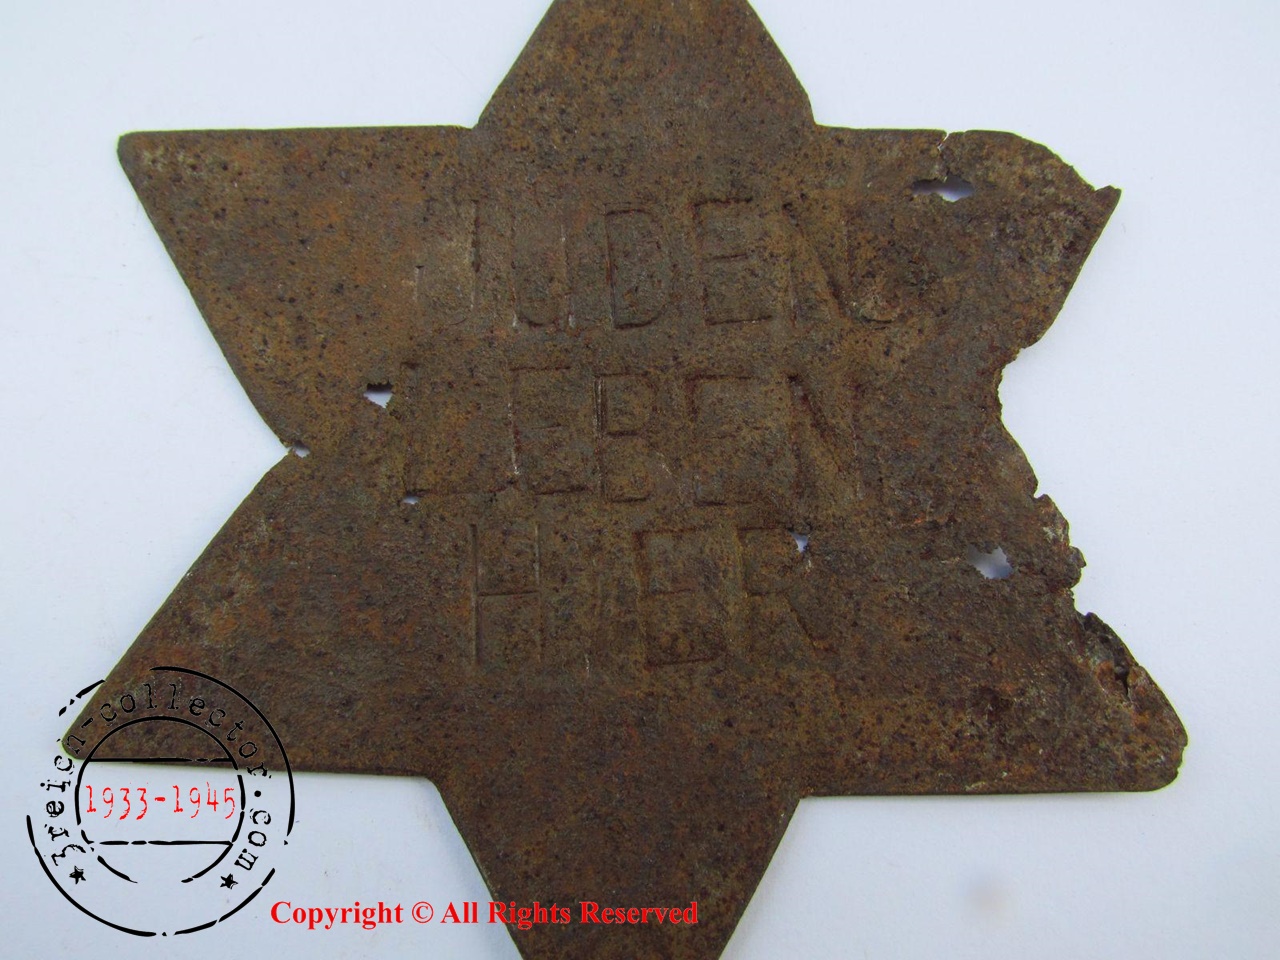 JUDEN
LEBEN
HIER
3reich-collector.com
1933-1945
Copyright © All Rights Reserved